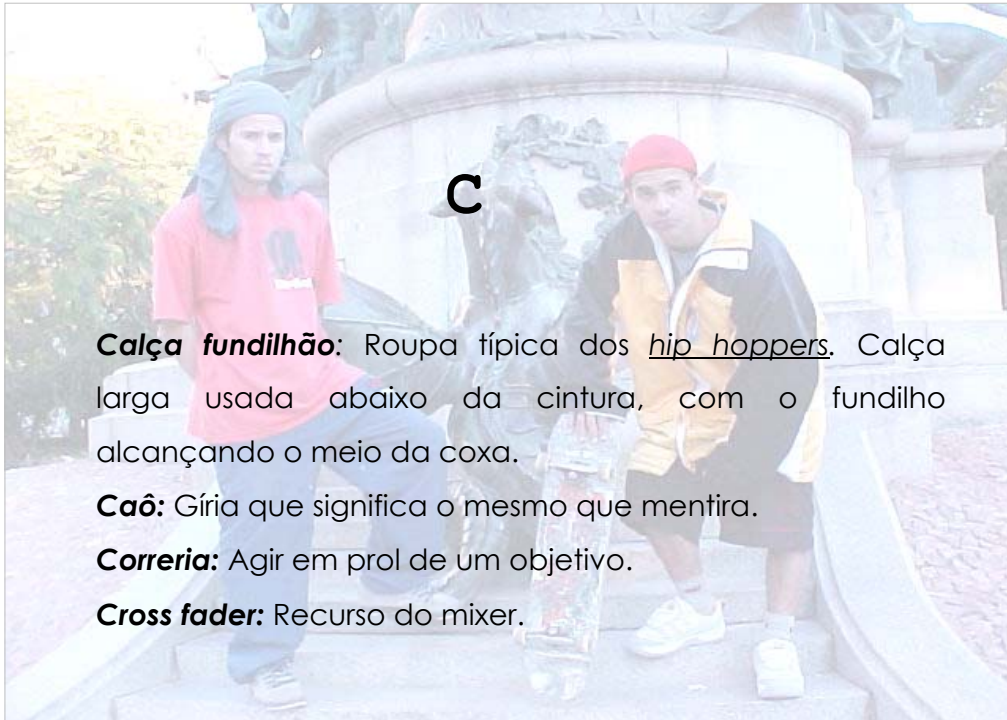 C
Calça fundilhão: Roupa típica dos hip hoppers. Calça
larga usada abaixo da cintura, com o fundilho
alcançando o meio da coxa.
Caô: Gíria que significa o mesmo que mentira.
Correria: Agir em prol de um objetivo.
Cross fader: Recurso do mixer.